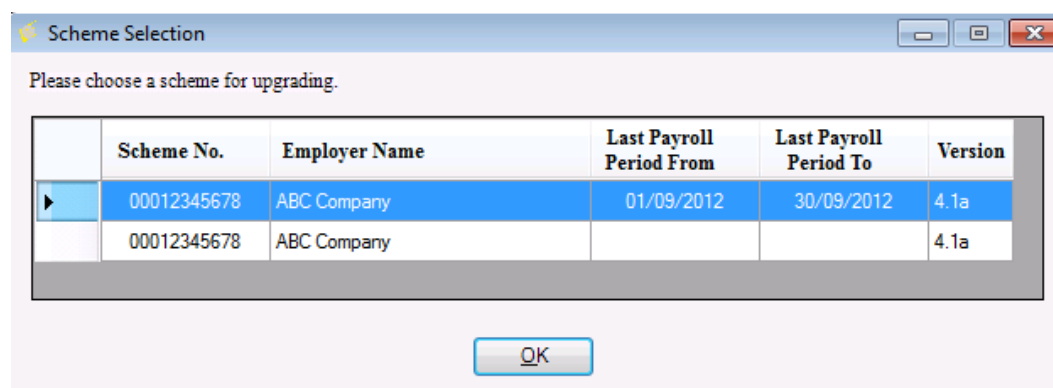 Scheme Selection
Please choose a scheme for upgrading.
Scheme No. Employer Name Last Payroll Period From Last Payroll Period To Version
00012345678 ABC Company 01/09/2012 30/09/2012 4.1a
00012345678 ABC Company 4.1a
OK